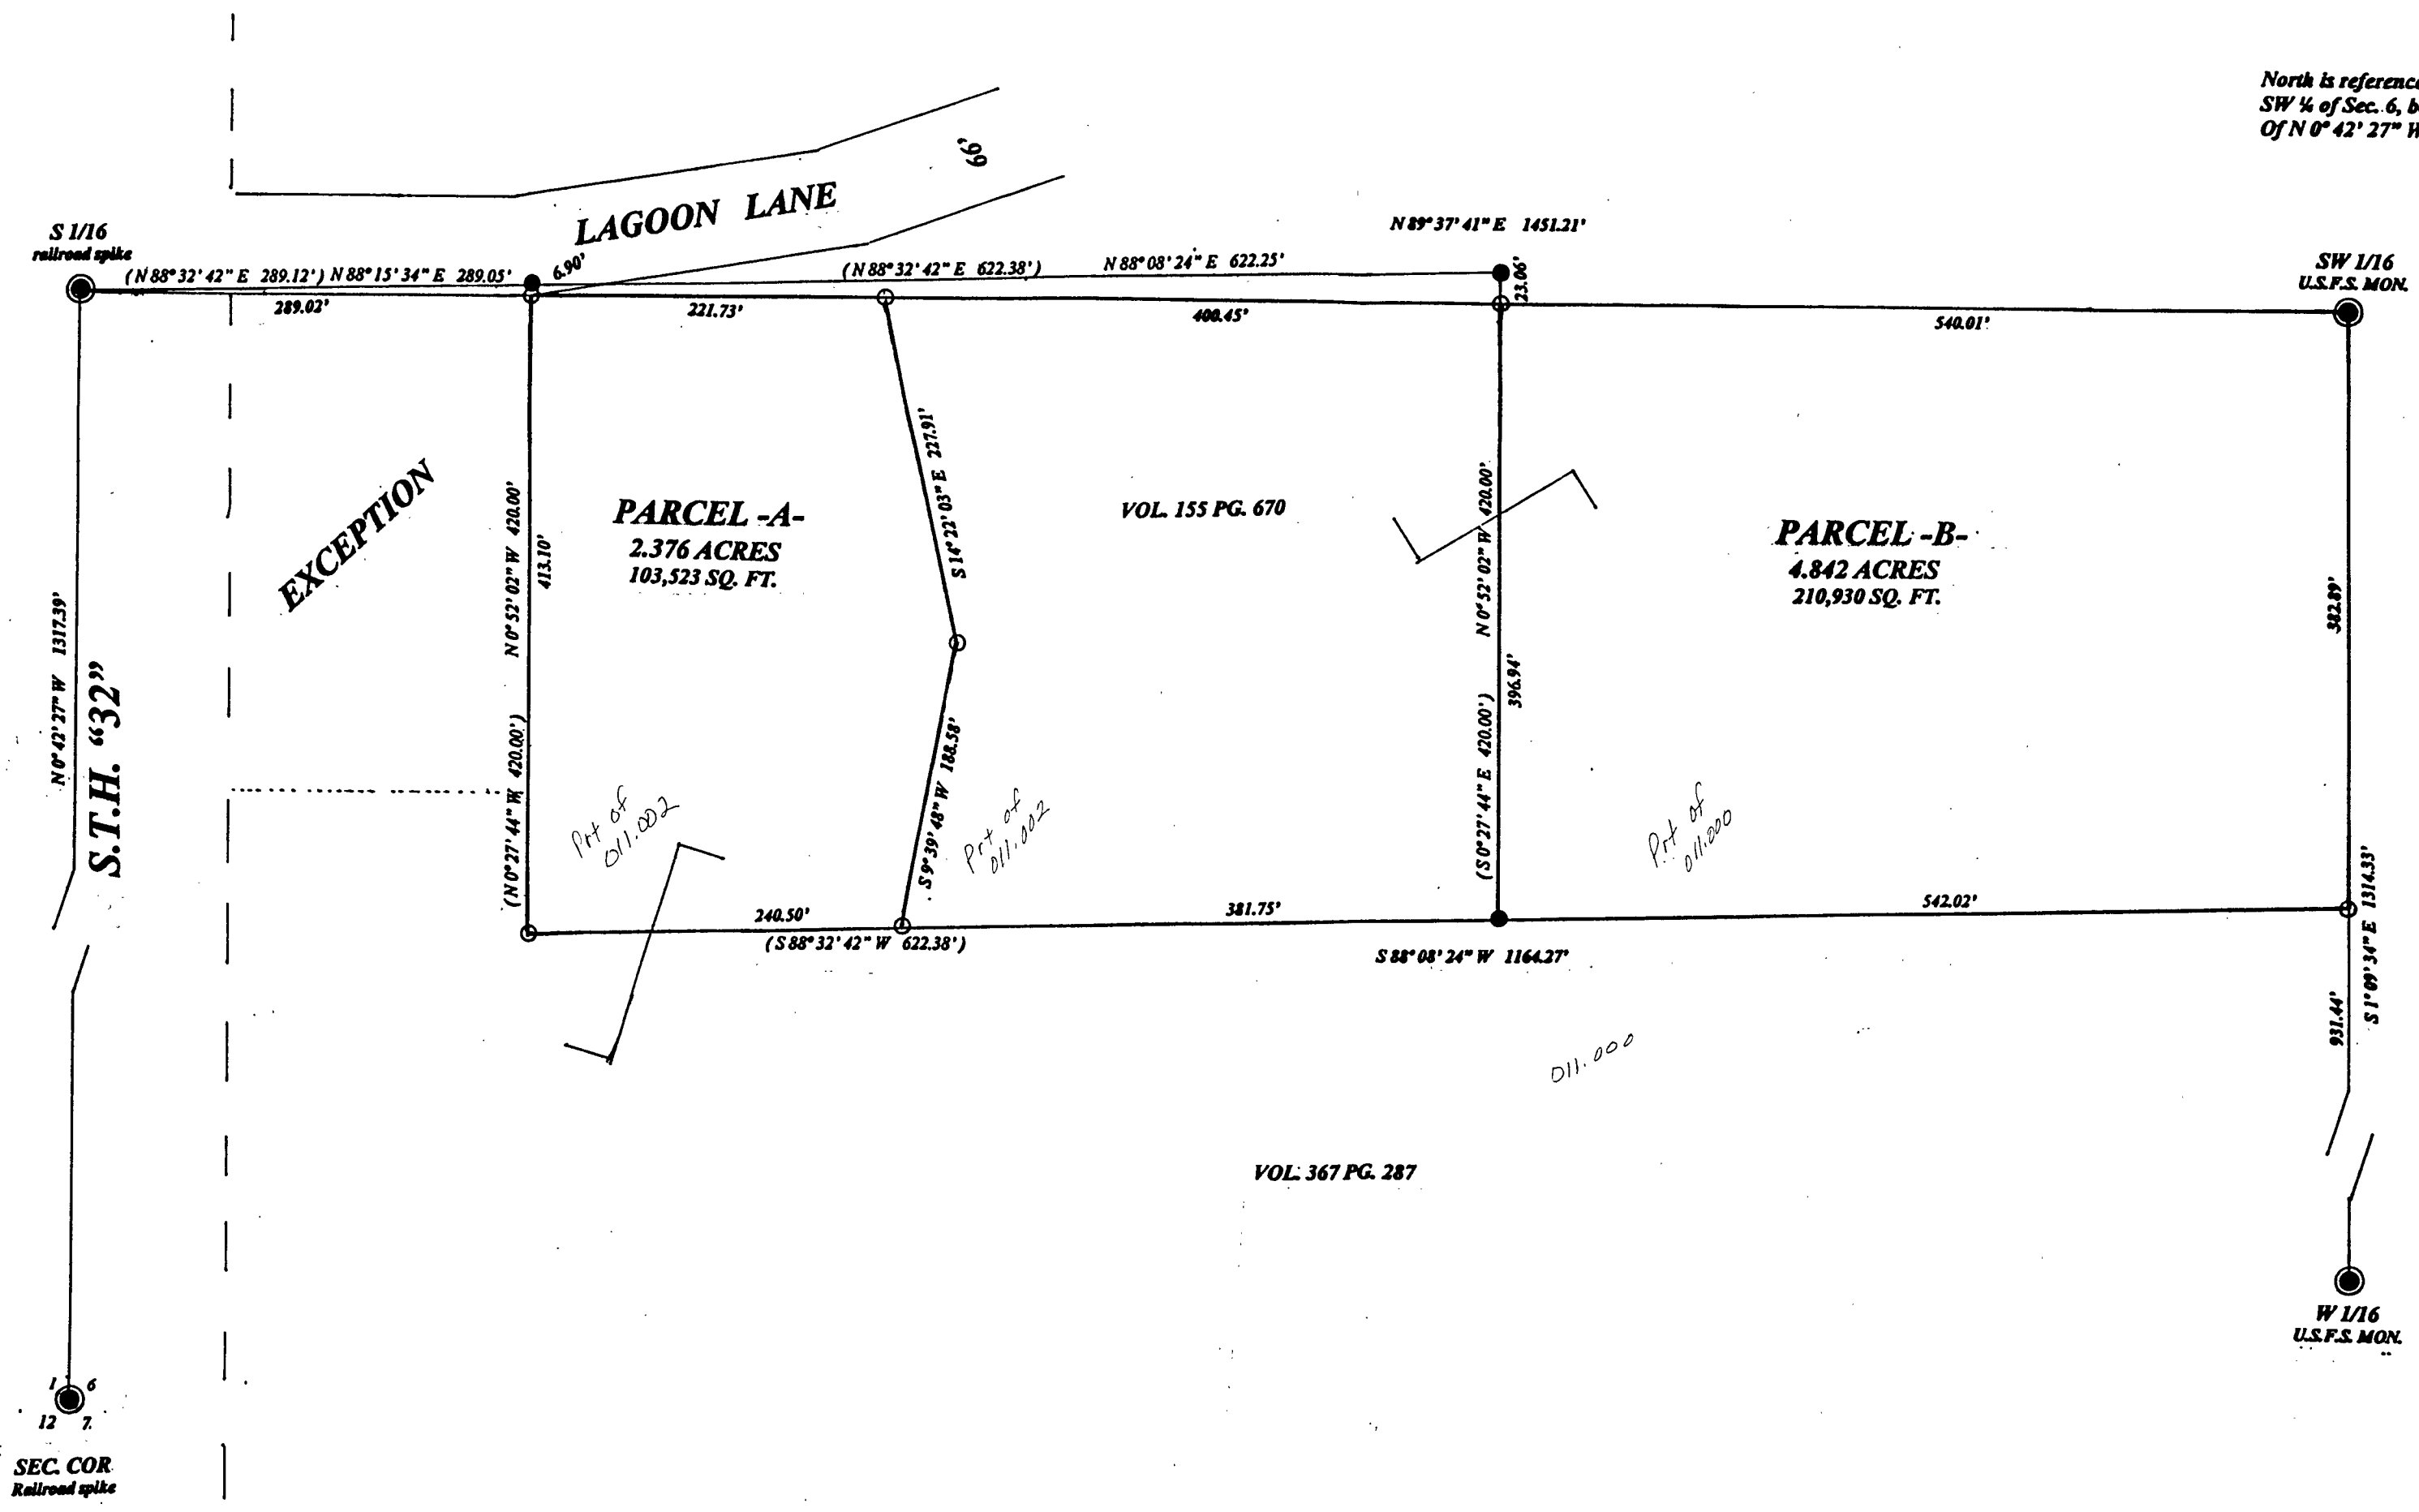 North is reference
SW ¼ of Sec. 6, b
Of N 0° 42' 27" W
66'
LAGOON LANE
N 89° 37' 41" E 1451.21'
S 1/16
railroad spike
SW 1/16
U.S.F.S. MON.
( N 88° 32' 42" E 289.12' ) N 88° 15' 34" E 289.05'
6.90'
( N 88° 32' 42" E 622.38' )
N 88° 08' 24" E 622.25'
23.06'
289.02'
221.73'
400.45'
540.01'
EXCEPTION
N 0° 52' 02" W 420.00'
413.10'
( N 0° 27' 44" W 420.00' )
PARCEL -A-
2.376 ACRES
103,523 SQ. FT.
S 14° 22' 03" E 227.91'
S 9° 39' 48" W 188.58'
VOL. 155 PG. 670
N 0° 52' 02" W 420.00'
396.94'
( S 0° 27' 44" E 420.00' )
PARCEL -B-
4.842 ACRES
210,930 SQ. FT.
382.89'
N 0° 42' 27" W 1317.39'
S.T.H. “32”
Prt of
011.002
Prt of
011.002
Prt of
011.000
240.50'
( S 88° 32' 42" W 622.38' )
381.75'
542.02'
S 88° 08' 24" W 1164.27'
S 1° 09' 34" E 1314.33'
931.44'
011.000
VOL. 367 PG. 287
W 1/16
U.S.F.S. MON.
1 6
12 7
SEC. COR
Railroad spike